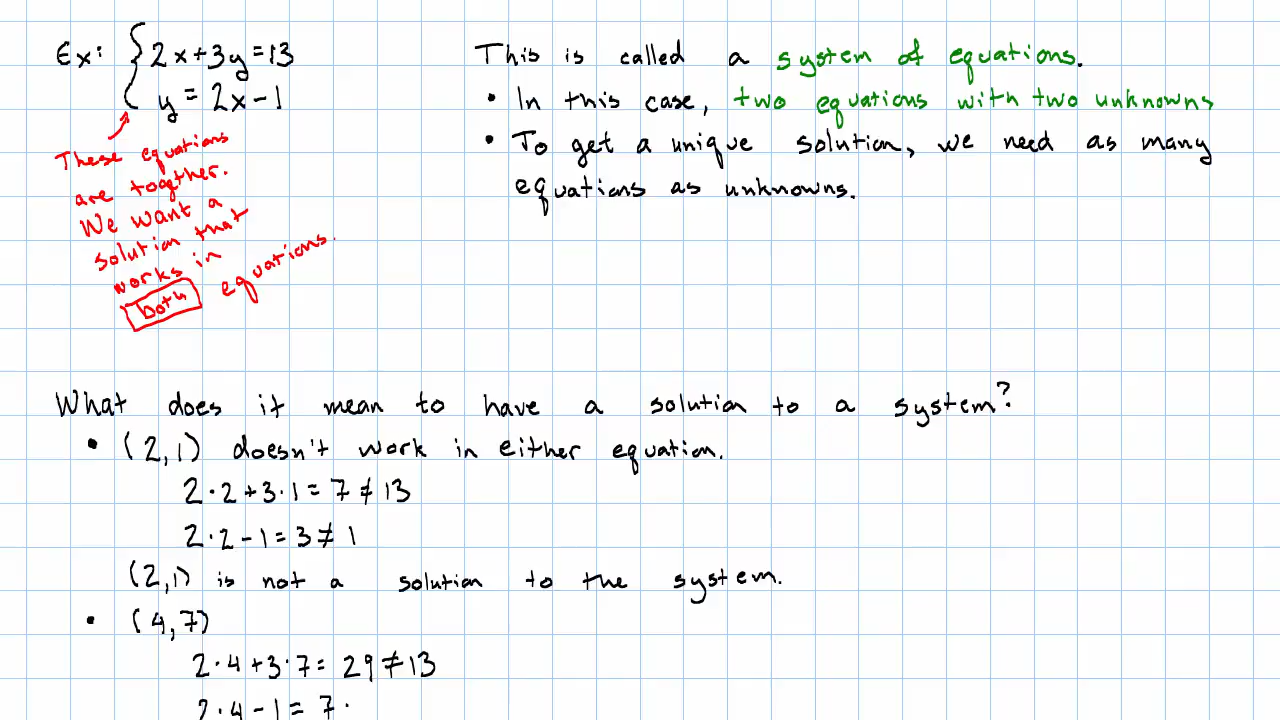 Ex: { 2x+3y=13
y = 2x-1
These equations
are together.
We want a
solution that
works in
both equations.
This is called a system of equations.
• In this case, two equations with two unknowns
• To get a unique solution, we need as many
equations as unknowns.
What does it mean to have a solution to a system?
• (2,1) doesn't work in either equation.
2·2+3·1=7≠13
2·2-1=3≠1
(2,1) is not a solution to the system.
• (4,7)
2·4+3·7=29≠13
2·4-1=7·